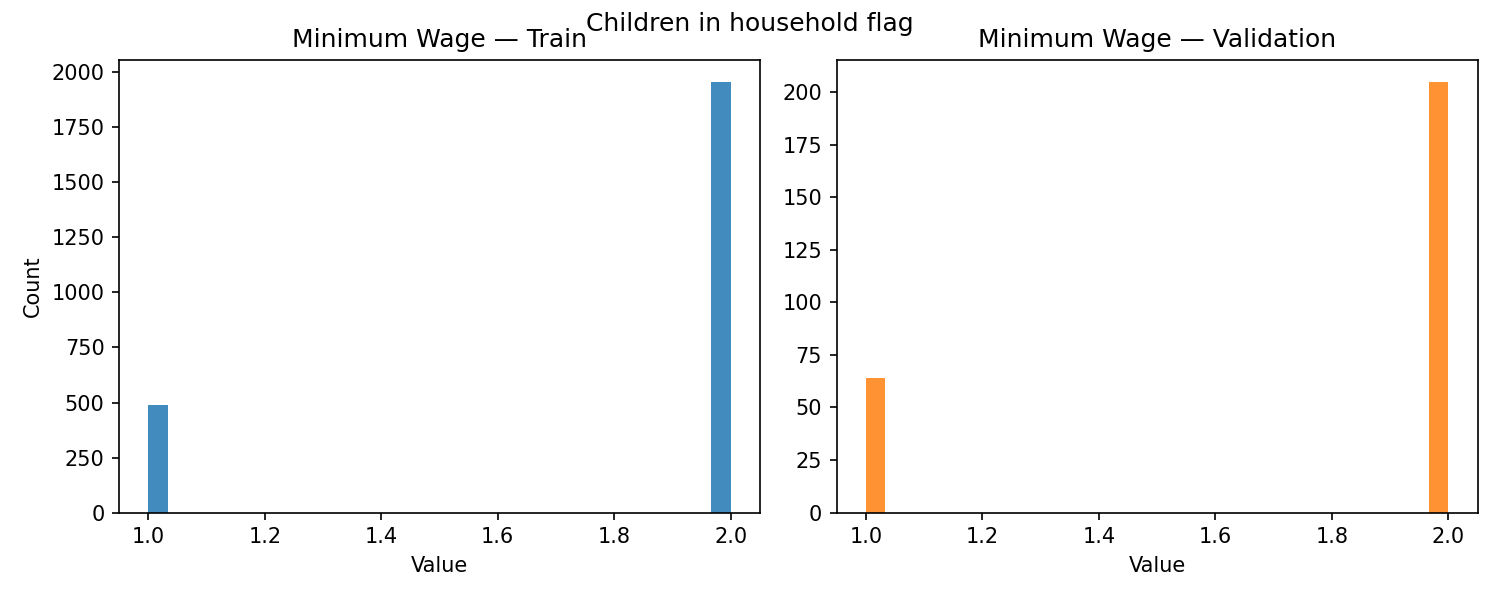 Children in household flag
Minimum Wage — Train
2000
1750
1500
1250
1000
750
500
250
0
Count
1.0 1.2 1.4 1.6 1.8 2.0
Value
Minimum Wage — Validation
200
175
150
125
100
75
50
25
0
1.0 1.2 1.4 1.6 1.8 2.0
Value